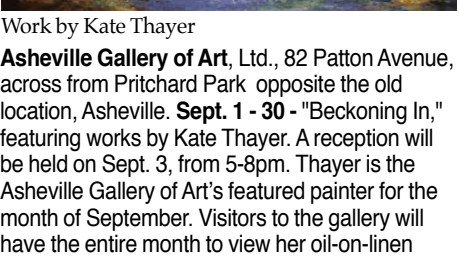 Work by Kate Thayer
Asheville Gallery of Art, Ltd., 82 Patton Avenue,
across from Pritchard Park opposite the old
location, Asheville. Sept. 1 - 30 - "Beckoning In,"
featuring works by Kate Thayer. A reception will
be held on Sept. 3, from 5-8pm. Thayer is the
Asheville Gallery of Art's featured painter for the
month of September. Visitors to the gallery will
have the entire month to view her oil-on-linen